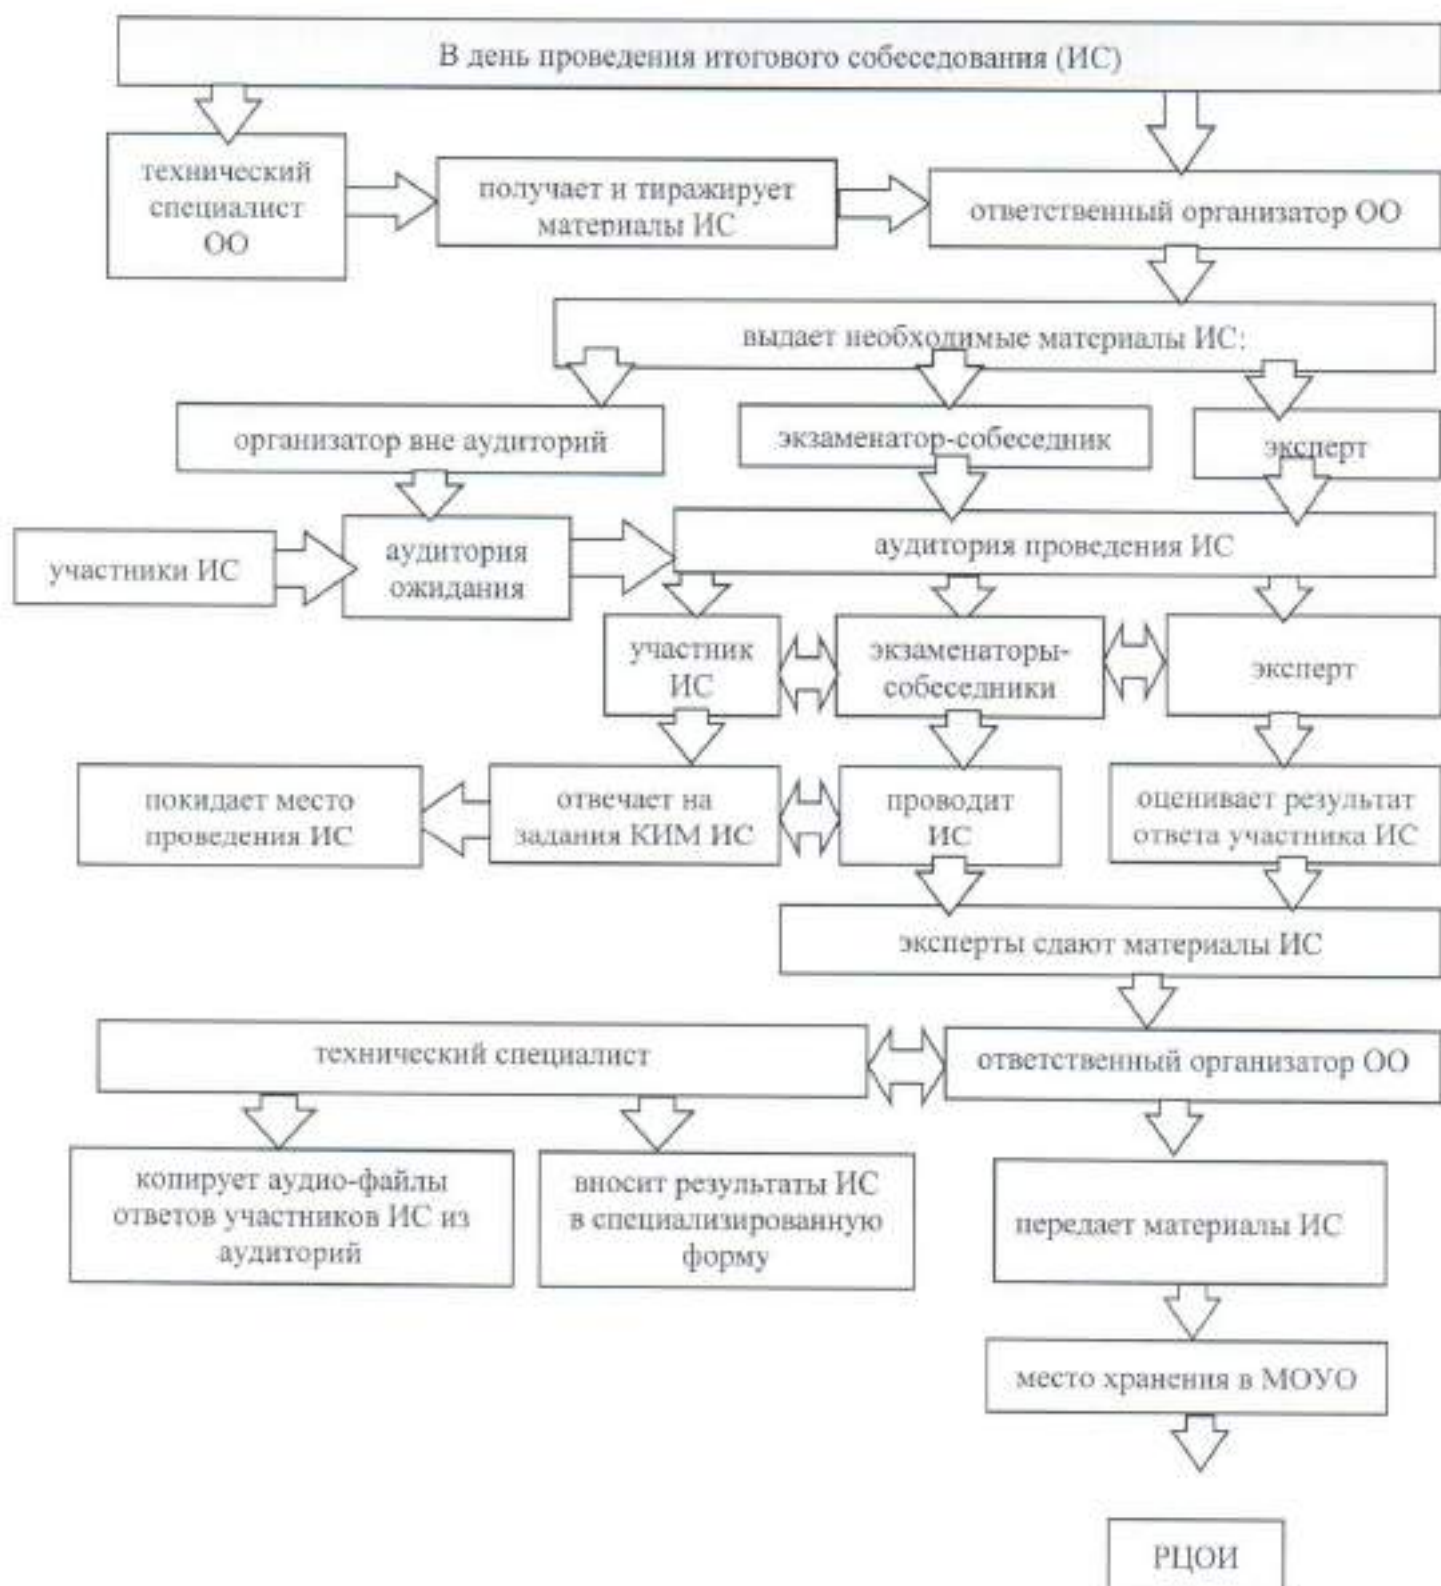 В день проведения итогового собеседования (ИС)
технический
специалист
ОО
получает и тиражирует
материалы ИС
ответственный организатор ОО
выдает необходимые материалы ИС:
организатор вне аудиторий
экзаменатор-собеседник
эксперт
участники ИС
аудитория
ожидания
аудитория проведения ИС
участник
ИС
экзаменаторы-
собеседники
эксперт
покидает место
проведения ИС
отвечает на
задания КИМ ИС
проводит
ИС
оценивает результат
ответа участника ИС
эксперты сдают материалы ИС
технический специалист
ответственный организатор ОО
копирует аудио-файлы
ответов участников ИС из
аудиторий
вносит результаты ИС
в специализированную
форму
передает материалы ИС
место хранения в МОУО
РЦОИ